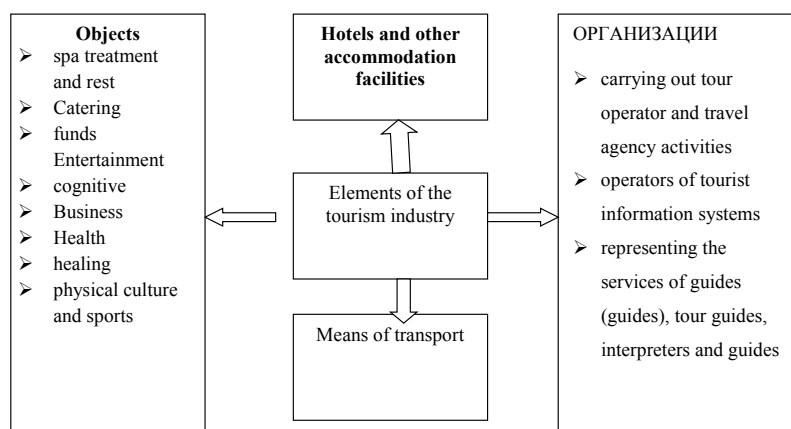 Objects
➢ spa treatment
and rest
➢ Catering
➢ funds
Entertainment
➢ cognitive
➢ Business
➢ Health
➢ healing
➢ physical culture
and sports
Hotels and other
accommodation
facilities
Elements of the
tourism industry
Means of transport
ОРГАНИЗАЦИИ
➢ carrying out tour
operator and travel
agency activities
➢ operators of tourist
information systems
➢ representing the
services of guides
(guides), tour guides,
interpreters and guides